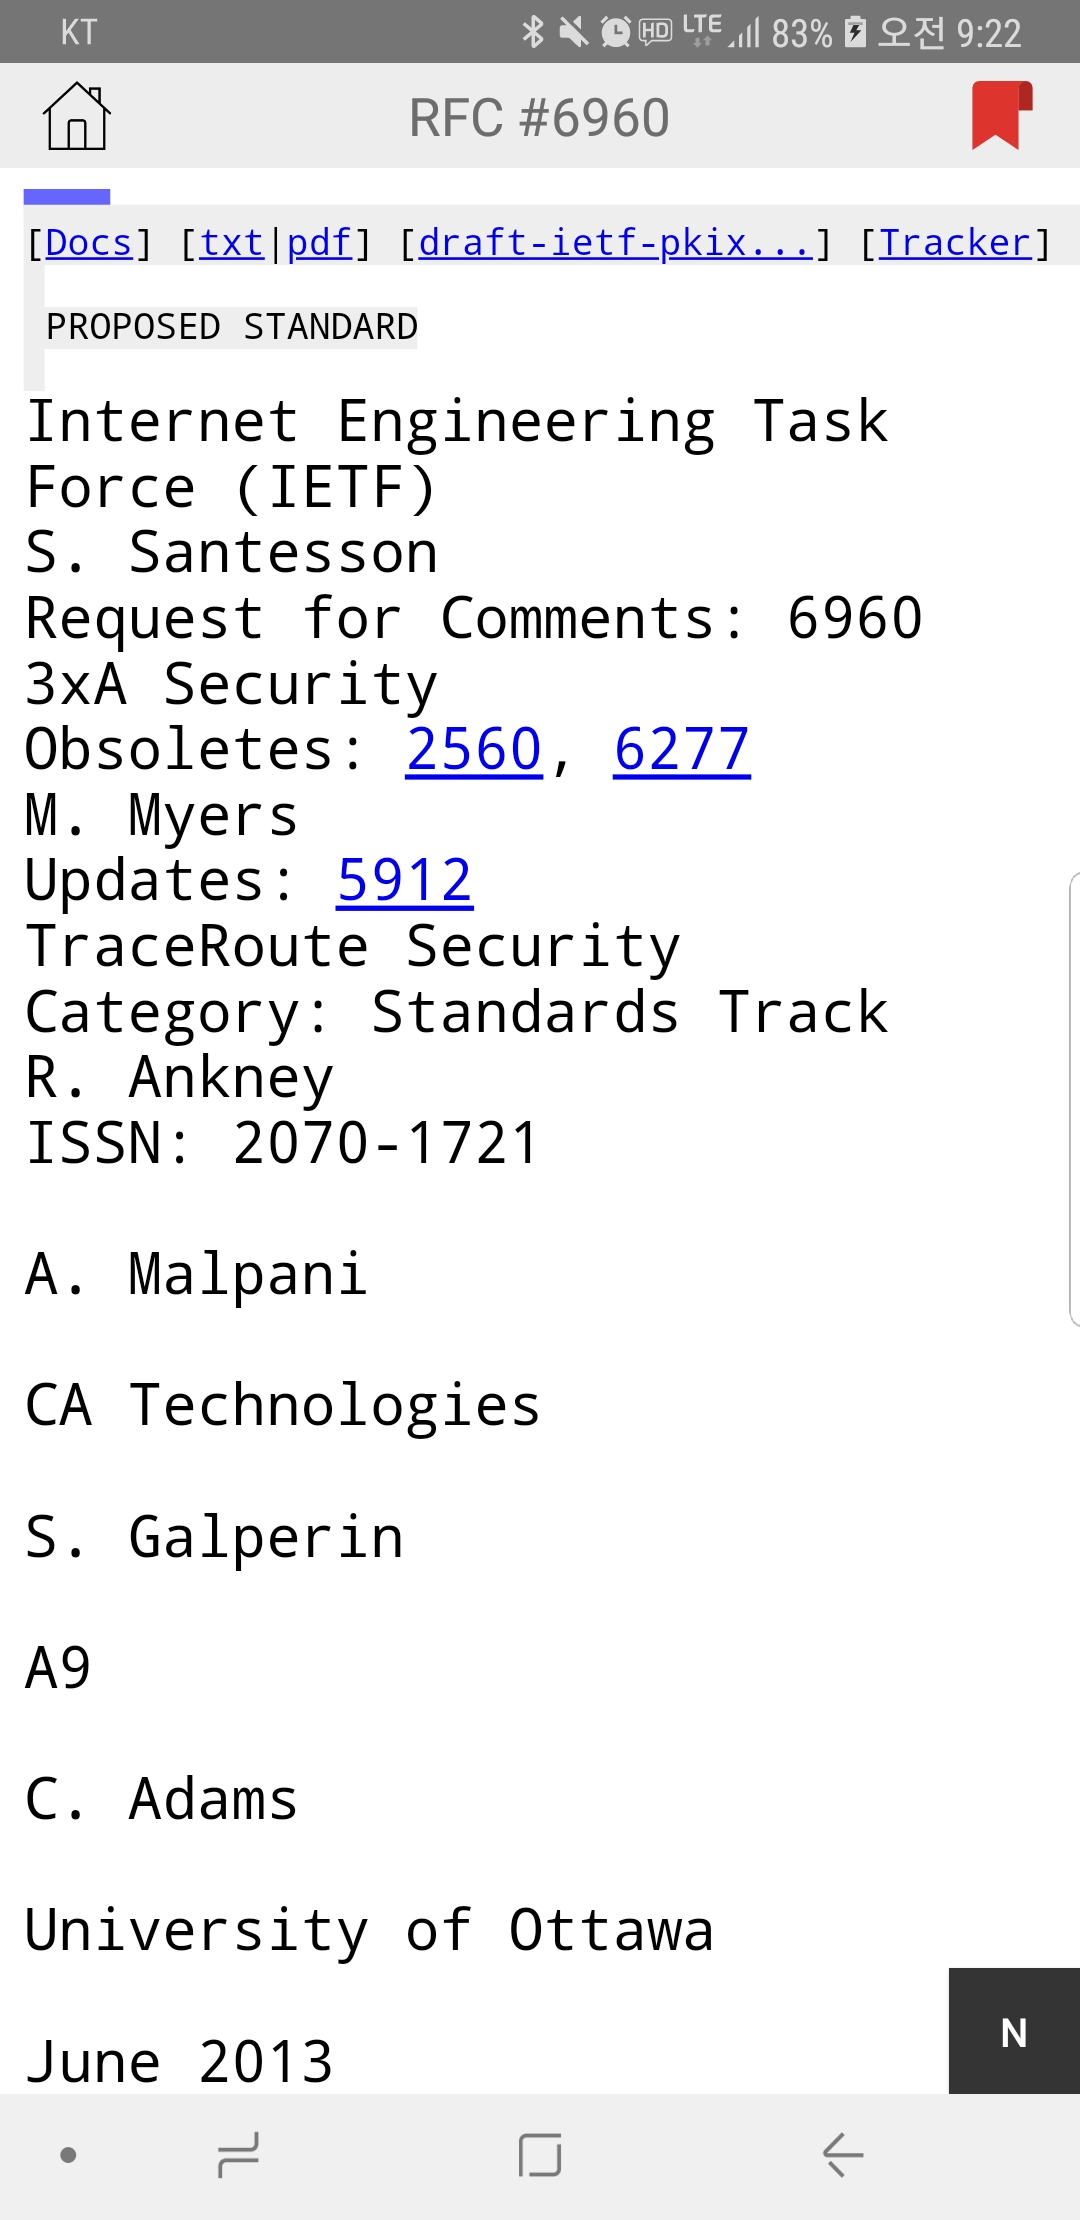 KT HD LTE 83% 오전 9:22
RFC #6960
[Docs] [txt|pdf] [draft-ietf-pkix...] [Tracker]
PROPOSED STANDARD
Internet Engineering Task
Force (IETF)
S. Santesson
Request for Comments: 6960
3xA Security
Obsoletes: 2560, 6277
M. Myers
Updates: 5912
TraceRoute Security
Category: Standards Track
R. Ankney
ISSN: 2070-1721
A. Malpani
CA Technologies
S. Galperin
A9
C. Adams
University of Ottawa
N
June 2013